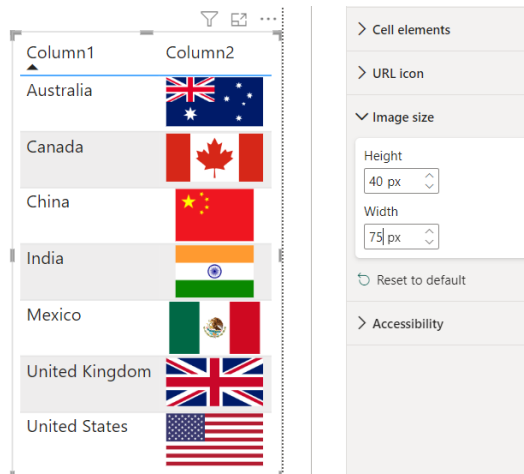 Column1 Column2
Australia
Canada
China
India
Mexico
United Kingdom
United States
Cell elements
URL icon
Image size
Height
40 px
Width
75 px
Reset to default
Accessibility